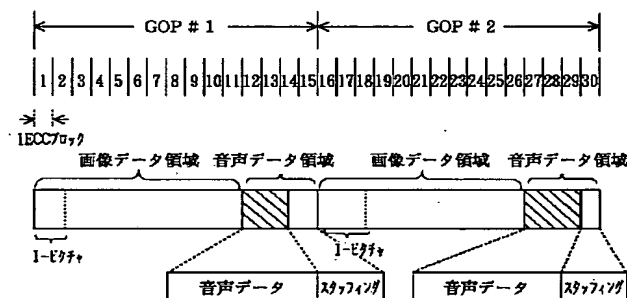 GOP # 1 GOP # 2
1 2 3 4 5 6 7 8 9 10 11 12 13 14 15 16 17 18 19 20 21 22 23 24 25 26 27 28 29 30
1ECCブロック
画像データ領域 音声データ領域 画像データ領域 音声データ領域
I-ピクチャ I-ピクチャ
音声データ スタッフィング 音声データ スタッフィング